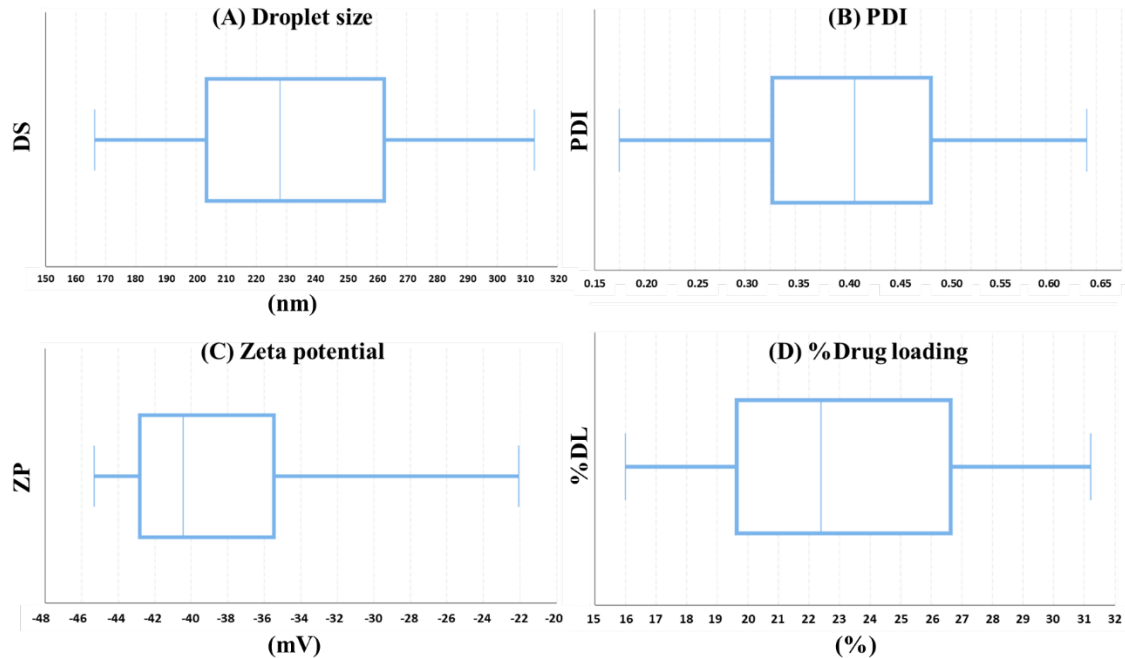 (A) Droplet size
DS
150 160 170 180 190 200 210 220 230 240 250 260 270 280 290 300 310 320
(nm)
(B) PDI
PDI
0.15 0.20 0.25 0.30 0.35 0.40 0.45 0.50 0.55 0.60 0.65
(C) Zeta potential
ZP
-48 -46 -44 -42 -40 -38 -36 -34 -32 -30 -28 -26 -24 -22 -20
(mV)
(D) %Drug loading
%DL
15 16 17 18 19 20 21 22 23 24 25 26 27 28 29 30 31 32
(%)